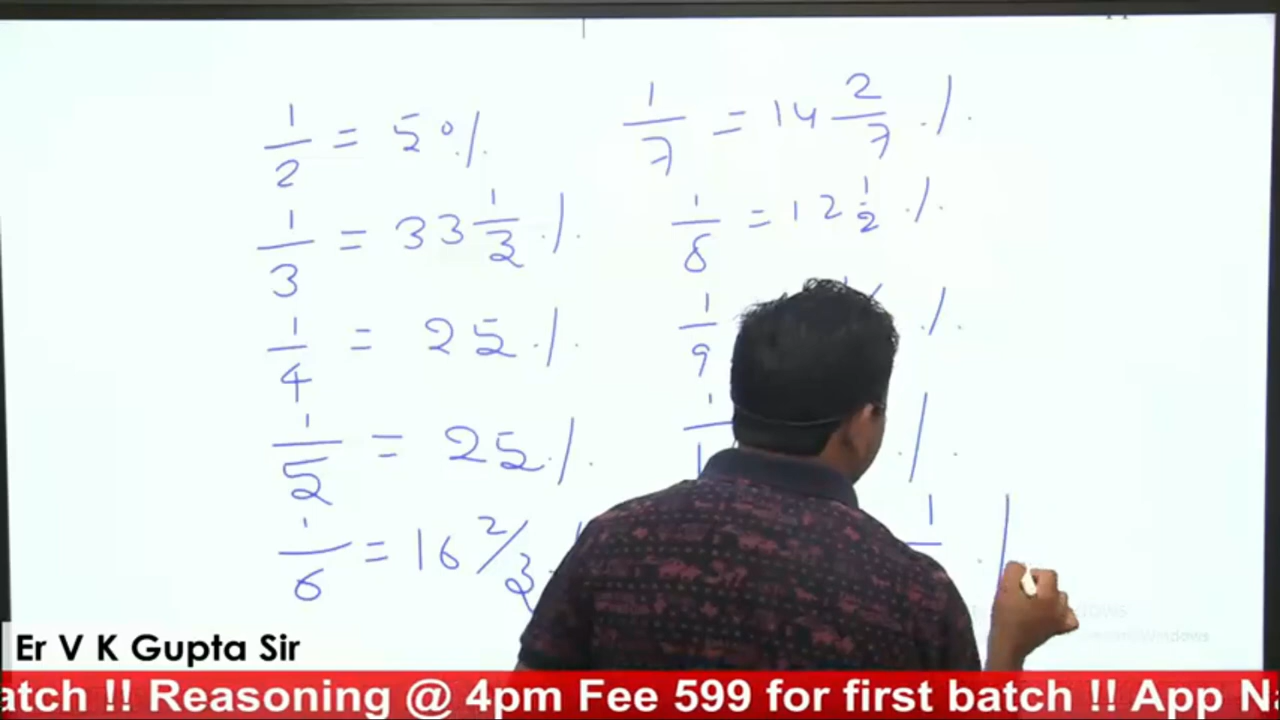 1/2 = 50/.
1/3 = 33 1/3 ./.
1/4 = 25 ./.
1/5 = 25 ./.
1/6 = 16 2/3
1/7 = 14 2/7 ./.
1/8 = 12 1/2 ./.
1/9 ./.
Er V K Gupta Sir
atch !! Reasoning @ 4pm Fee 599 for first batch !! App Na